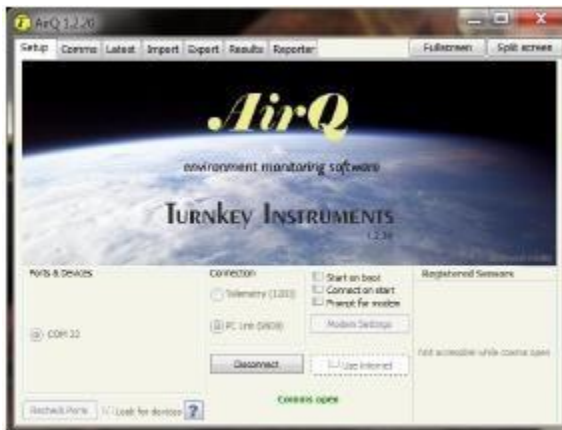 AirQ 1.2.20
Setup Comms Latest Import Export Results Reporter Fullscreen Split screen
AirQ
environment monitoring software
TURNKEY INSTRUMENTS
1.2.20
Ports & Devices
Connection
Start on boot
Connect on start
Prompt for modem
Registered Sensors
Telemetry (1200)
COM 22
PC Link (9600)
Modem Settings
Not accessible while comms open
Disconnect
Use internet
Comms open
Recheck Ports
Look for devices
?